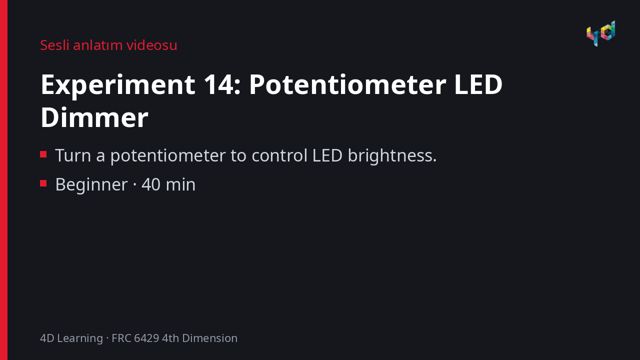 Sesli anlatım videosu
Experiment 14: Potentiometer LED
Dimmer
Turn a potentiometer to control LED brightness.
Beginner · 40 min
4D Learning · FRC 6429 4th Dimension
4d